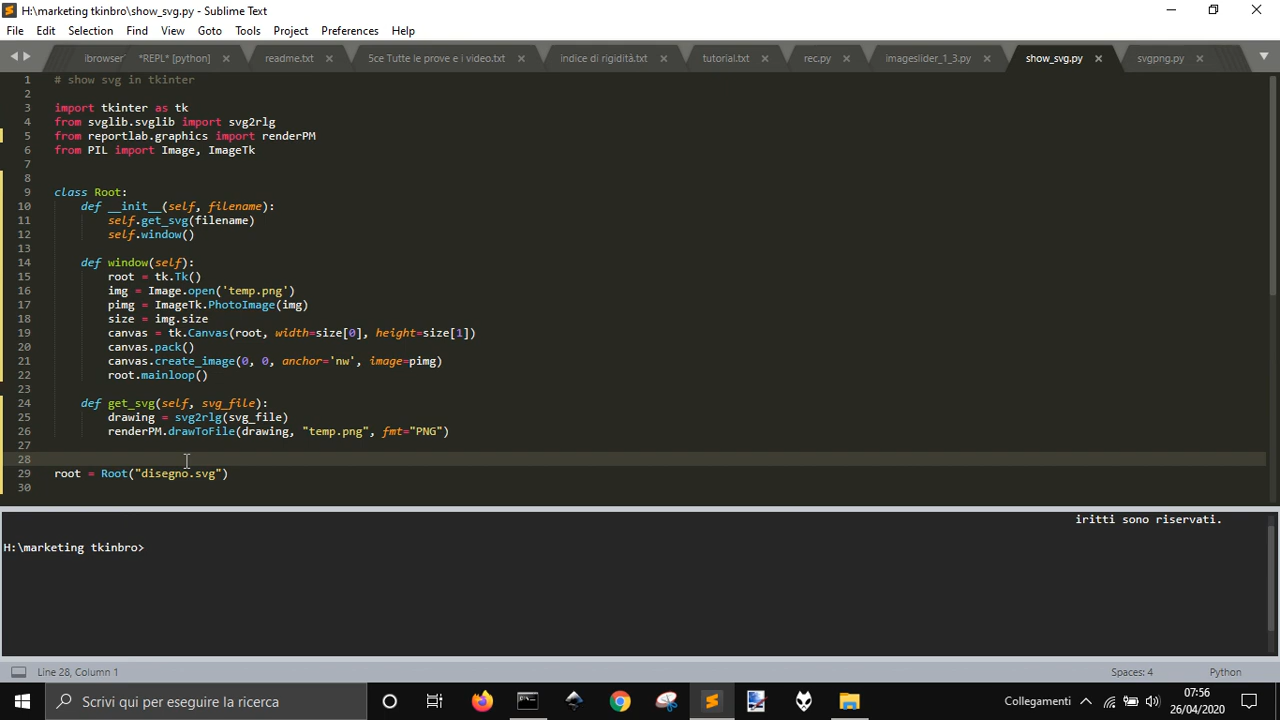 H:\marketing tkinbro\show_svg.py - Sublime Text
File Edit Selection Find View Goto Tools Project Preferences Help
ibrowser *REPL* [python] readme.txt 5ce Tutte le prove e i video.txt indice di rigidità.txt tutorial.txt rec.py imageslider_1_3.py show_svg.py svgpng.py
1 # show svg in tkinter
2
3 import tkinter as tk
4 from svglib.svglib import svg2rlg
5 from reportlab.graphics import renderPM
6 from PIL import Image, ImageTk
7
8
9 class Root:
10     def __init__(self, filename):
11         self.get_svg(filename)
12         self.window()
13
14     def window(self):
15         root = tk.Tk()
16         img = Image.open('temp.png')
17         pimg = ImageTk.PhotoImage(img)
18         size = img.size
19         canvas = tk.Canvas(root, width=size[0], height=size[1])
20         canvas.pack()
21         canvas.create_image(0, 0, anchor='nw', image=pimg)
22         root.mainloop()
23
24     def get_svg(self, svg_file):
25         drawing = svg2rlg(svg_file)
26         renderPM.drawToFile(drawing, "temp.png", fmt="PNG")
27
28
29 root = Root("disegno.svg")
30
iritti sono riservati.
H:\marketing tkinbro>
Line 28, Column 1 Spaces: 4 Python
Scrivi qui per eseguire la ricerca Collegamenti 07:56
26/04/2020